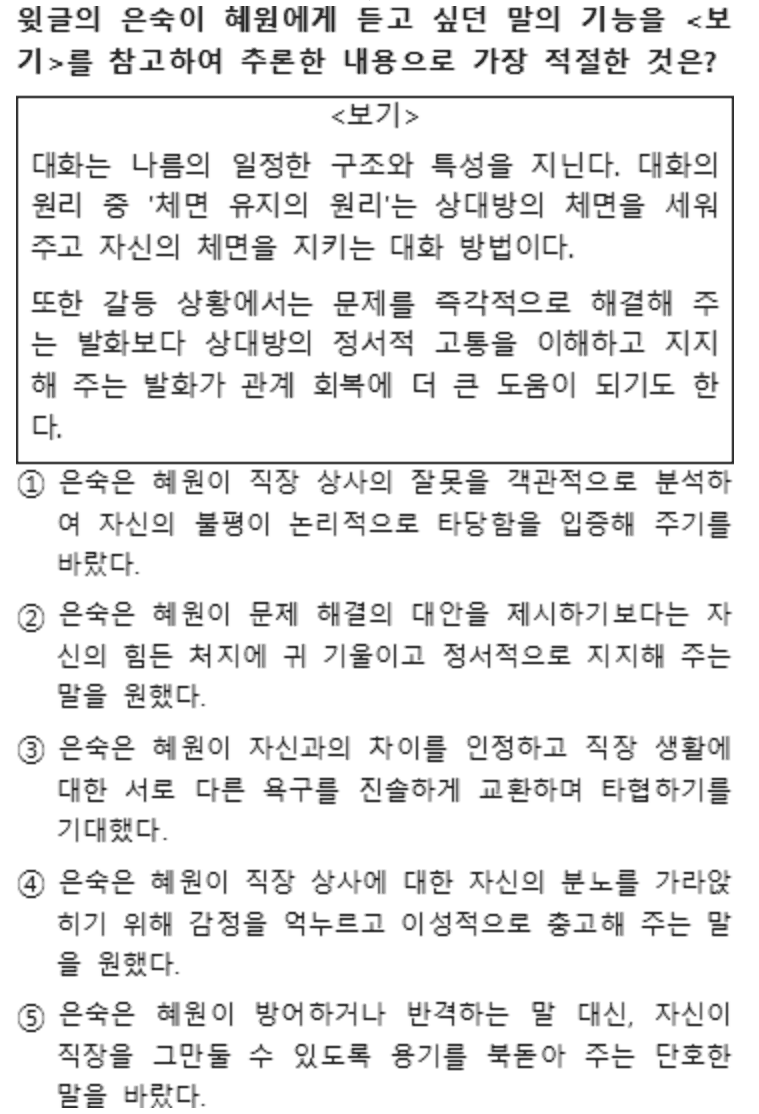 윗글의 은숙이 혜원에게 듣고 싶던 말의 기능을 <보
기>를 참고하여 추론한 내용으로 가장 적절한 것은?
<보기>
대화는 나름의 일정한 구조와 특성을 지닌다. 대화의
원리 중 '체면 유지의 원리'는 상대방의 체면을 세워
주고 자신의 체면을 지키는 대화 방법이다.
또한 갈등 상황에서는 문제를 즉각적으로 해결해 주
는 발화보다 상대방의 정서적 고통을 이해하고 지지
해 주는 발화가 관계 회복에 더 큰 도움이 되기도 한
다.
① 은숙은 혜원이 직장 상사의 잘못을 객관적으로 분석하
여 자신의 불평이 논리적으로 타당함을 입증해 주기를
바랐다.
② 은숙은 혜원이 문제 해결의 대안을 제시하기보다는 자
신의 힘든 처지에 귀 기울이고 정서적으로 지지해 주는
말을 원했다.
③ 은숙은 혜원이 자신과의 차이를 인정하고 직장 생활에
대한 서로 다른 욕구를 진솔하게 교환하며 타협하기를
기대했다.
④ 은숙은 혜원이 직장 상사에 대한 자신의 분노를 가라앉
히기 위해 감정을 억누르고 이성적으로 충고해 주는 말
을 원했다.
⑤ 은숙은 혜원이 방어하거나 반격하는 말 대신, 자신이
직장을 그만둘 수 있도록 용기를 북돋아 주는 단호한
말을 바랐다.